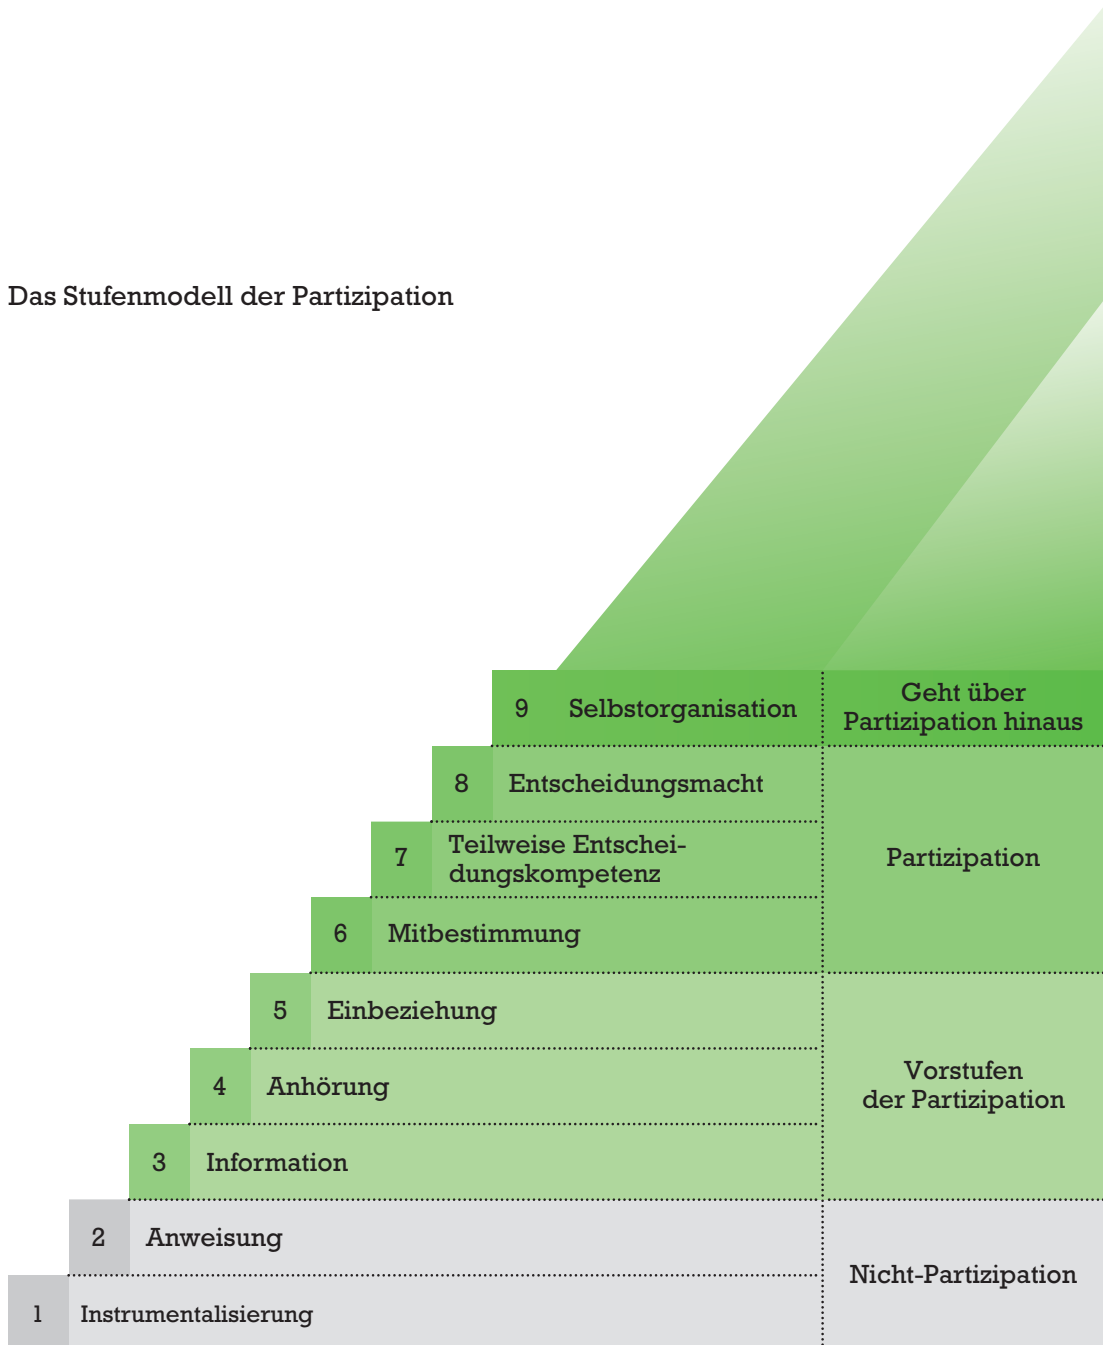 Das Stufenmodell der Partizipation
9 Selbstorganisation
Geht über
Partizipation hinaus
8 Entscheidungsmacht
7 Teilweise Entschei-
dungskompetenz
Partizipation
6 Mitbestimmung
5 Einbeziehung
4 Anhörung
Vorstufen
der Partizipation
3 Information
2 Anweisung
Nicht-Partizipation
1 Instrumentalisierung